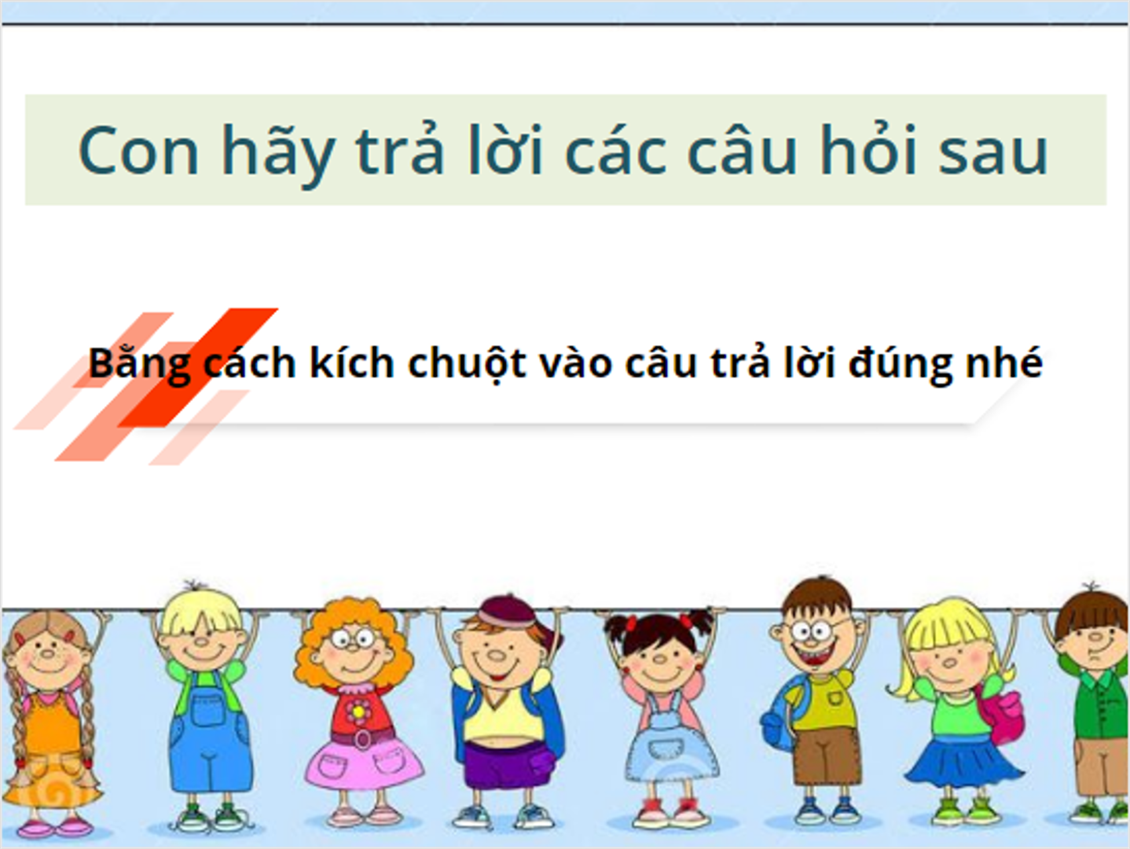 Con hãy trả lời các câu hỏi sau
Bằng cách kích chuột vào câu trả lời đúng nhé